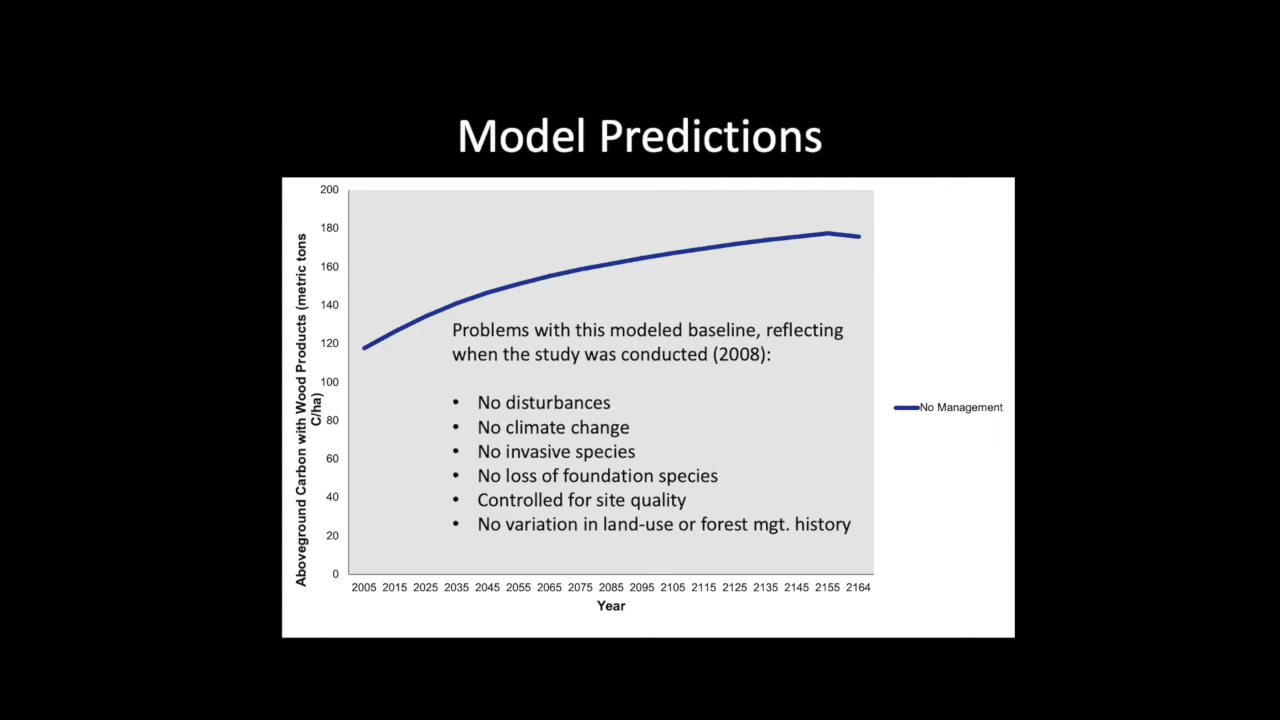 Model Predictions
200
180
160
140
120
100
80
60
40
20
0
Aboveground Carbon with Wood Products (metric tons
C/ha)
Problems with this modeled baseline, reflecting
when the study was conducted (2008):
• No disturbances
• No climate change
• No invasive species
• No loss of foundation species
• Controlled for site quality
• No variation in land-use or forest mgt. history
No Management
2005 2015 2025 2035 2045 2055 2065 2075 2085 2095 2105 2115 2125 2135 2145 2155 2164
Year